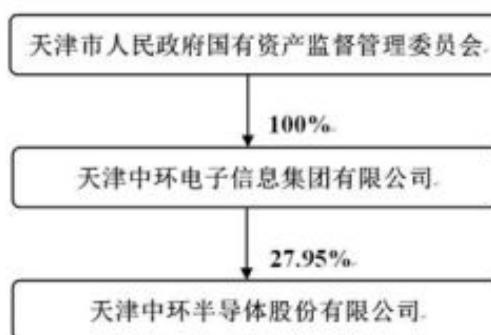 天津市人民政府国有资产监督管理委员会
100%
天津中环电子信息集团有限公司
27.95%
天津中环半导体股份有限公司